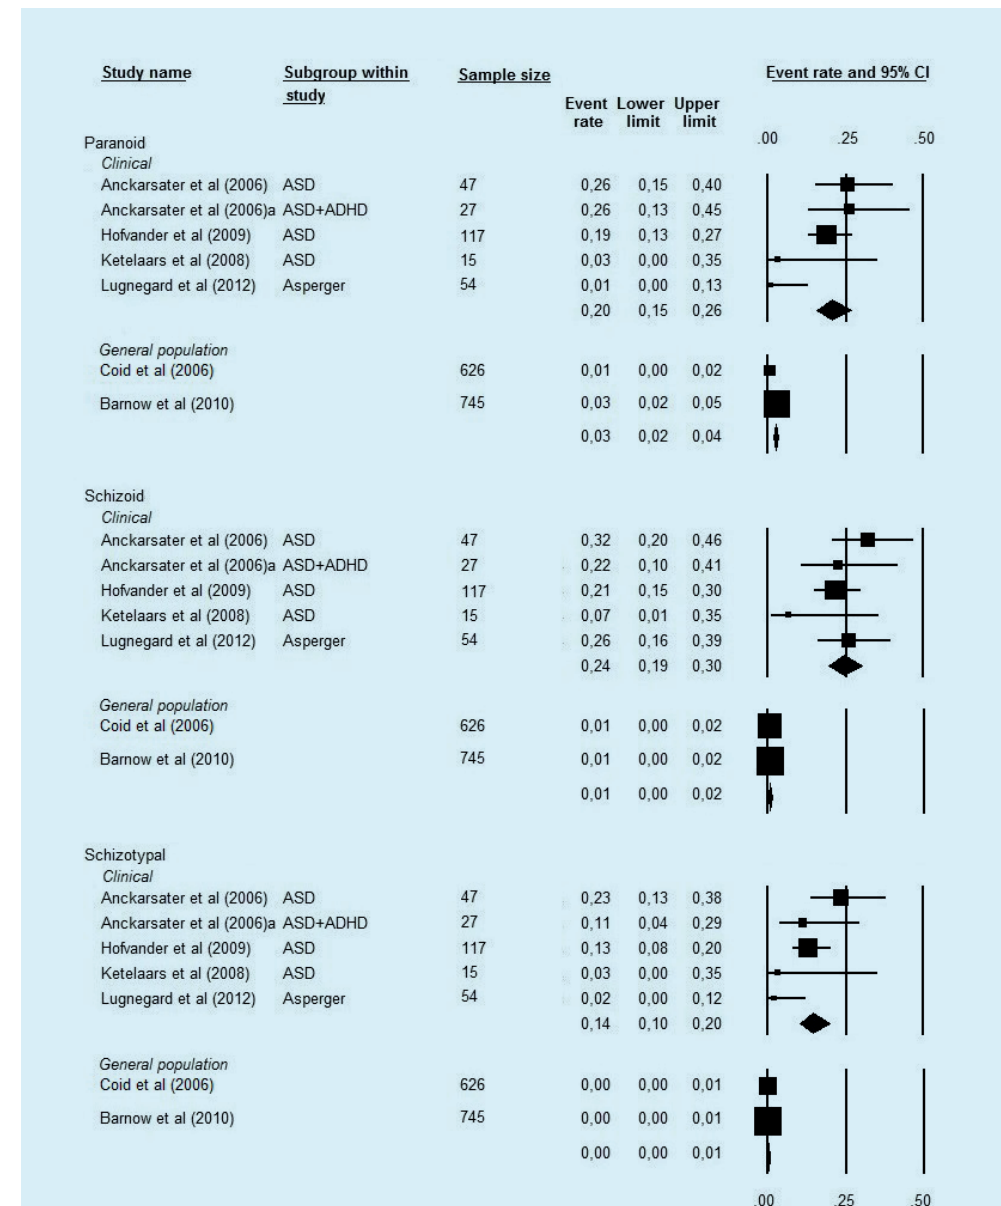 Study name Subgroup within study Sample size Event rate and 95% CI
Event rate Lower limit Upper limit
.00 .25 .50
Paranoid
Clinical
Anckarsater et al (2006) ASD 47 0,26 0,15 0,40
Anckarsater et al (2006)a ASD+ADHD 27 0,26 0,13 0,45
Hofvander et al (2009) ASD 117 0,19 0,13 0,27
Ketelaars et al (2008) ASD 15 0,03 0,00 0,35
Lugnegard et al (2012) Asperger 54 0,01 0,00 0,13
0,20 0,15 0,26
General population
Coid et al (2006) 626 0,01 0,00 0,02
Barnow et al (2010) 745 0,03 0,02 0,05
0,03 0,02 0,04
Schizoid
Clinical
Anckarsater et al (2006) ASD 47 0,32 0,20 0,46
Anckarsater et al (2006)a ASD+ADHD 27 0,22 0,10 0,41
Hofvander et al (2009) ASD 117 0,21 0,15 0,30
Ketelaars et al (2008) ASD 15 0,07 0,01 0,35
Lugnegard et al (2012) Asperger 54 0,26 0,16 0,39
0,24 0,19 0,30
General population
Coid et al (2006) 626 0,01 0,00 0,02
Barnow et al (2010) 745 0,01 0,00 0,02
0,01 0,00 0,02
Schizotypal
Clinical
Anckarsater et al (2006) ASD 47 0,23 0,13 0,38
Anckarsater et al (2006)a ASD+ADHD 27 0,11 0,04 0,29
Hofvander et al (2009) ASD 117 0,13 0,08 0,20
Ketelaars et al (2008) ASD 15 0,03 0,00 0,35
Lugnegard et al (2012) Asperger 54 0,02 0,00 0,12
0,14 0,10 0,20
General population
Coid et al (2006) 626 0,00 0,00 0,01
Barnow et al (2010) 745 0,00 0,00 0,01
0,00 0,00 0,01
.00 .25 .50